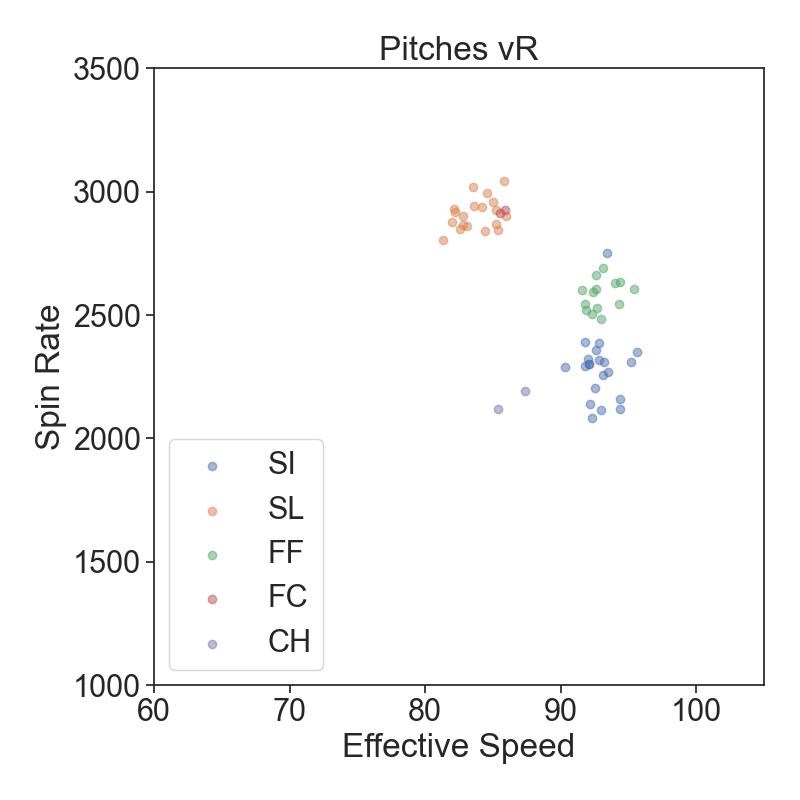 Pitches vR
3500
3000
2500
2000
1500
1000
Spin Rate
SI
SL
FF
FC
CH
60 70 80 90 100
Effective Speed